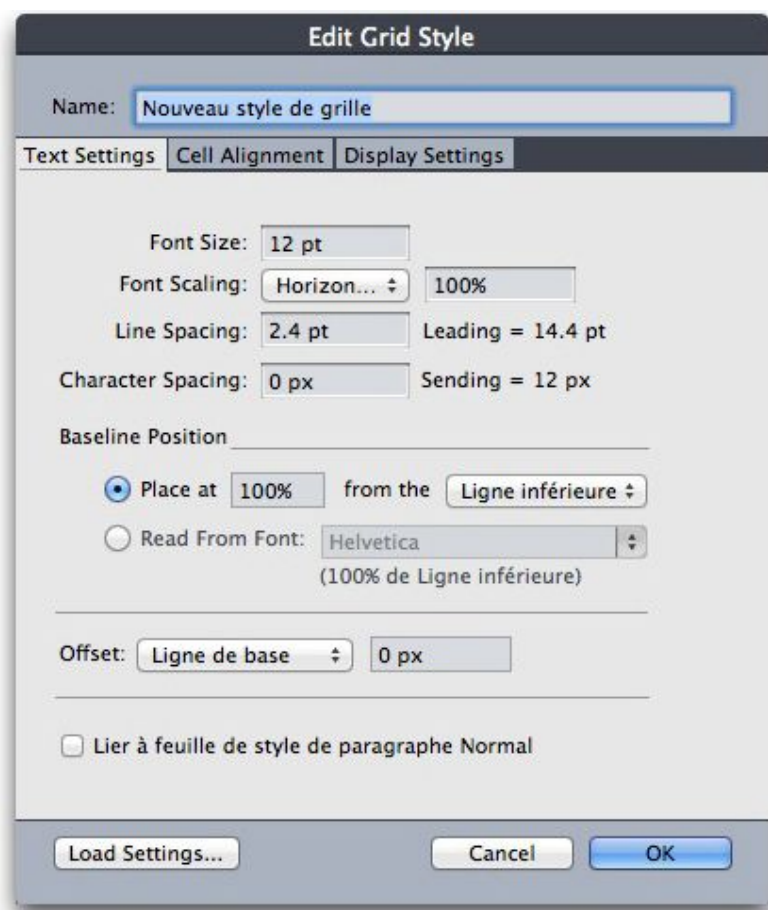 Edit Grid Style
Name: Nouveau style de grille
Text Settings Cell Alignment Display Settings
Font Size: 12 pt
Font Scaling: Horizon... 100%
Line Spacing: 2.4 pt Leading = 14.4 pt
Character Spacing: 0 px Sending = 12 px
Baseline Position
Place at 100% from the Ligne inférieure
Read From Font: Helvetica
(100% de Ligne inférieure)
Offset: Ligne de base 0 px
Lier à feuille de style de paragraphe Normal
Load Settings... Cancel OK